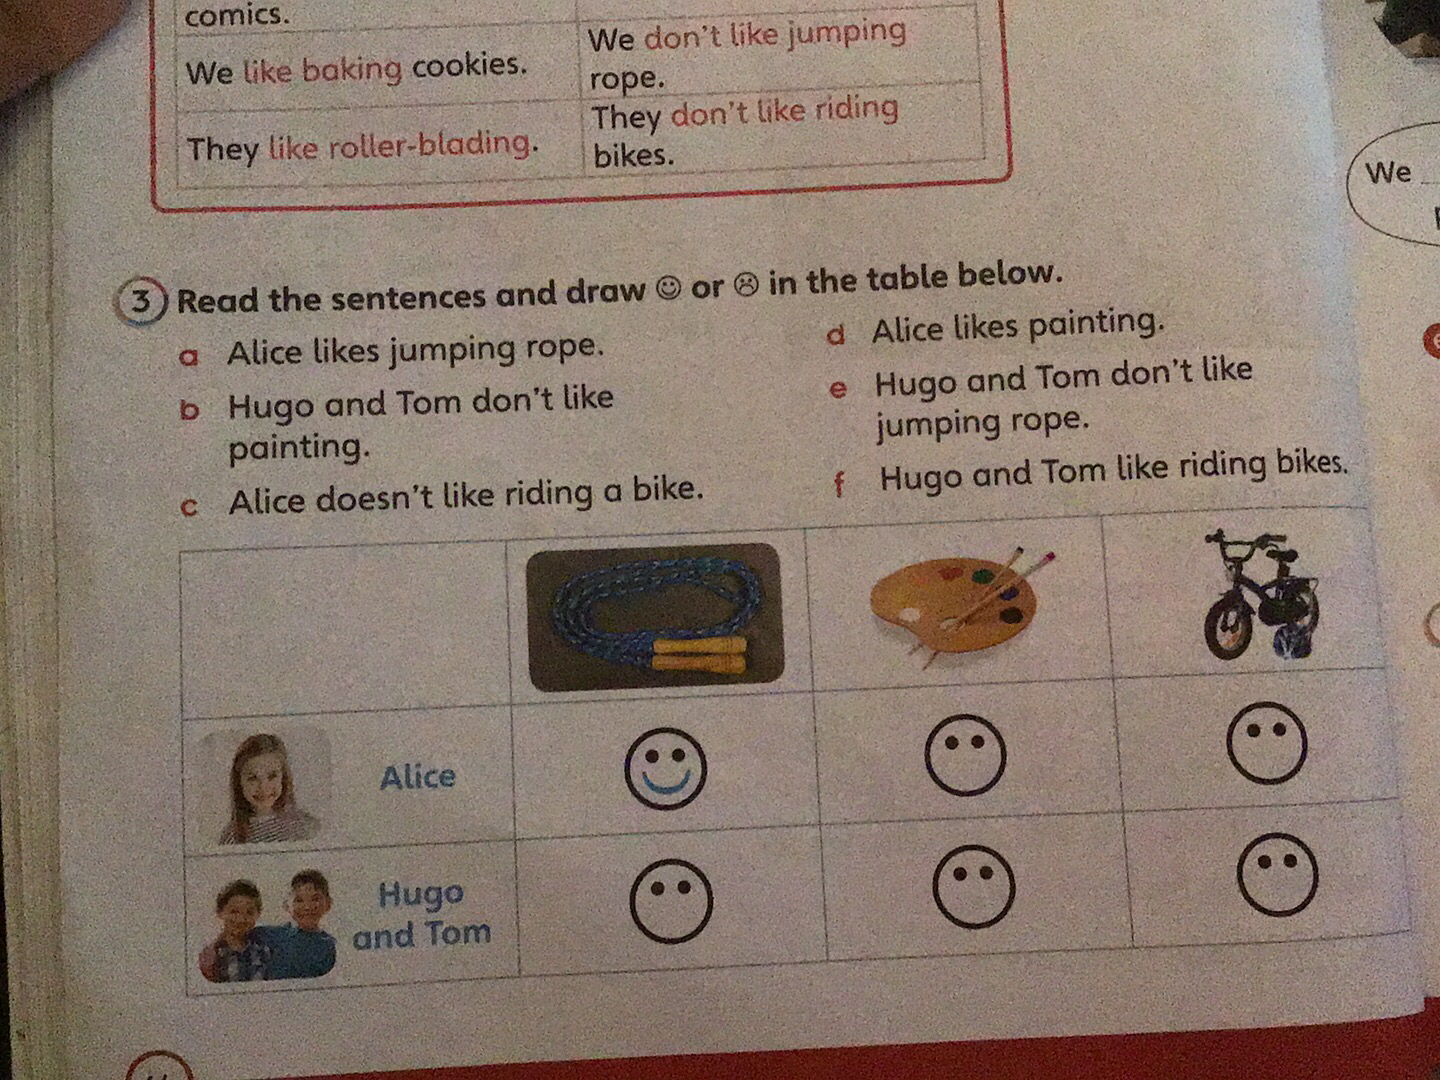 comics.
We like baking cookies.
We don't like jumping
rope.
They like roller-blading.
They don't like riding
bikes.
We
3 Read the sentences and draw ☺ or ☹ in the table below.
a Alice likes jumping rope.
b Hugo and Tom don't like
painting.
c Alice doesn't like riding a bike.
d Alice likes painting.
e Hugo and Tom don't like
jumping rope.
f Hugo and Tom like riding bikes.
Alice
Hugo
and Tom